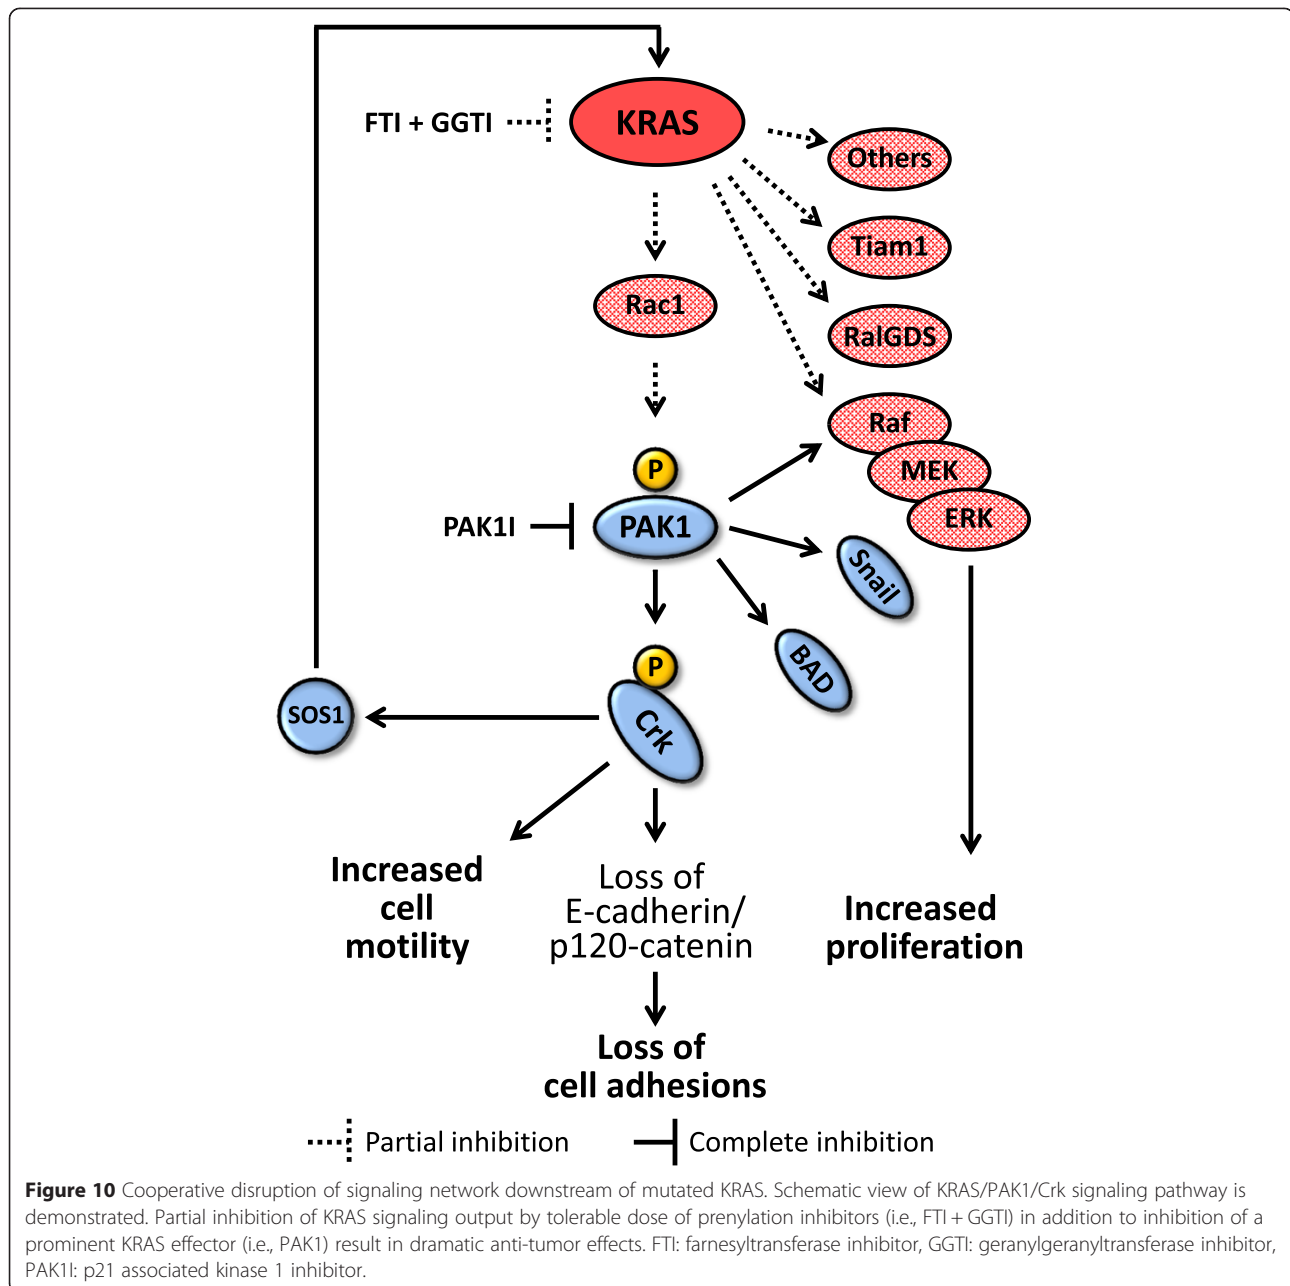 FTI + GGTI
KRAS
Others
Tiam1
Rac1
RalGDS
Raf
MEK
ERK
P
PAK1I
PAK1
Snail
BAD
P
Crk
SOS1
Increased
cell
motility
Loss of
E-cadherin/
p120-catenin
Increased
proliferation
Loss of
cell adhesions
Partial inhibition
Complete inhibition
Figure 10 Cooperative disruption of signaling network downstream of mutated KRAS. Schematic view of KRAS/PAK1/Crk signaling pathway is
demonstrated. Partial inhibition of KRAS signaling output by tolerable dose of prenylation inhibitors (i.e., FTI + GGTI) in addition to inhibition of a
prominent KRAS effector (i.e., PAK1) result in dramatic anti-tumor effects. FTI: farnesyltransferase inhibitor, GGTI: geranylgeranyltransferase inhibitor,
PAK1I: p21 associated kinase 1 inhibitor.